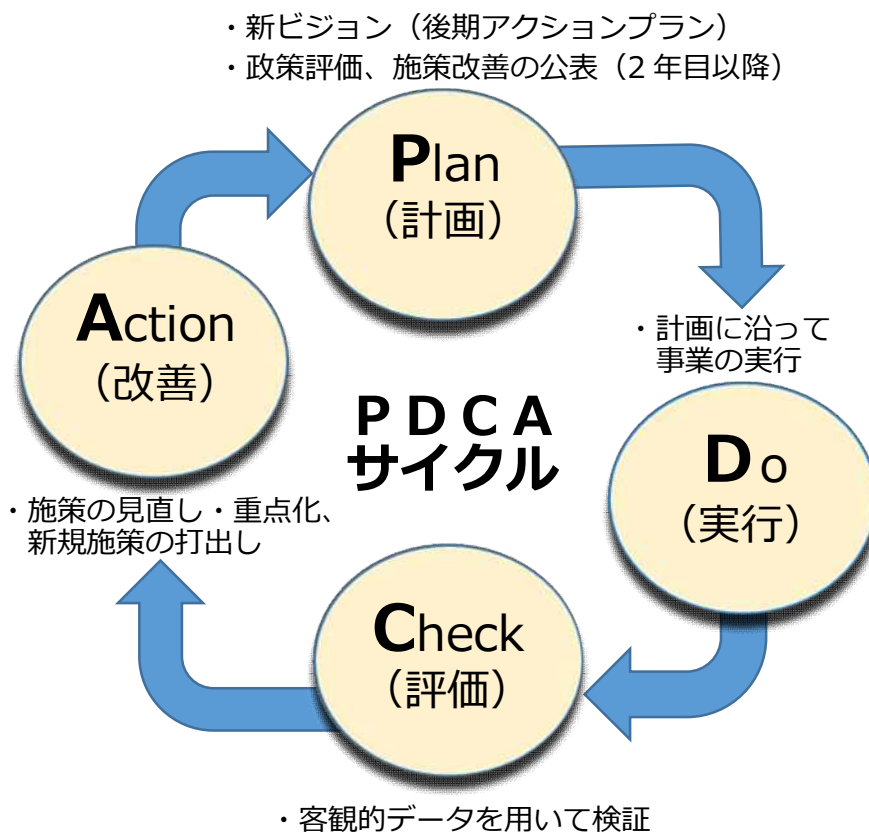 ・新ビジョン（後期アクションプラン）
・政策評価、施策改善の公表（2年目以降）
Plan
（計画）
・計画に沿って
事業の実行
Do
（実行）
Check
（評価）
・客観的データを用いて検証
Action
（改善）
・施策の見直し・重点化、
新規施策の打出し
ＰＤＣＡ
サイクル